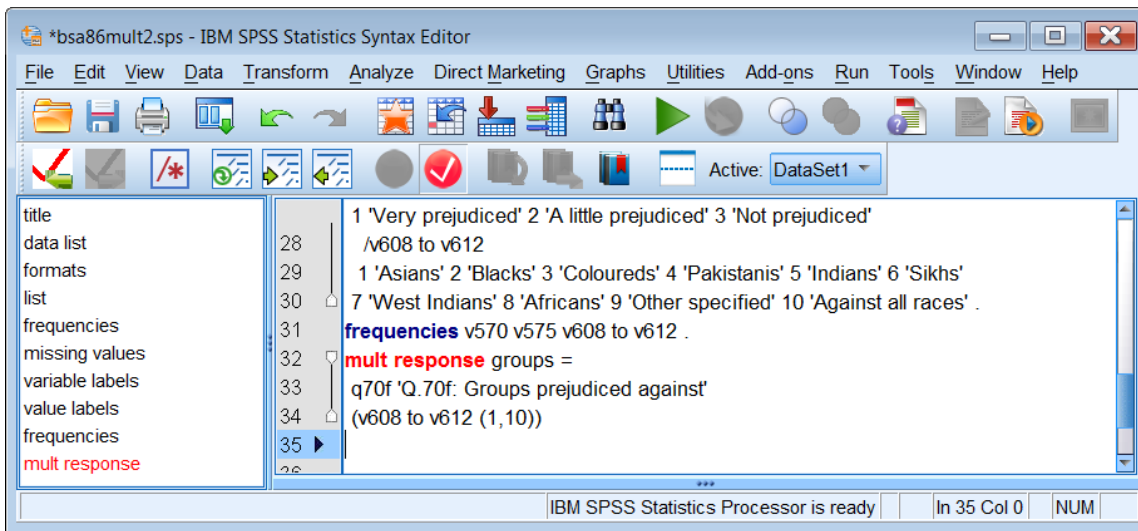 *bsa86mult2.sps - IBM SPSS Statistics Syntax Editor
File Edit View Data Transform Analyze Direct Marketing Graphs Utilities Add-ons Run Tools Window Help
Active: DataSet1
title
data list
formats
list
frequencies
missing values
variable labels
value labels
frequencies
mult response
1 'Very prejudiced' 2 'A little prejudiced' 3 'Not prejudiced'
28 /v608 to v612
29 1 'Asians' 2 'Blacks' 3 'Coloureds' 4 'Pakistanis' 5 'Indians' 6 'Sikhs'
30 7 'West Indians' 8 'Africans' 9 'Other specified' 10 'Against all races' .
31 frequencies v570 v575 v608 to v612 .
32 mult response groups =
33 q70f 'Q.70f: Groups prejudiced against'
34 (v608 to v612 (1,10))
35
IBM SPSS Statistics Processor is ready In 35 Col 0 NUM